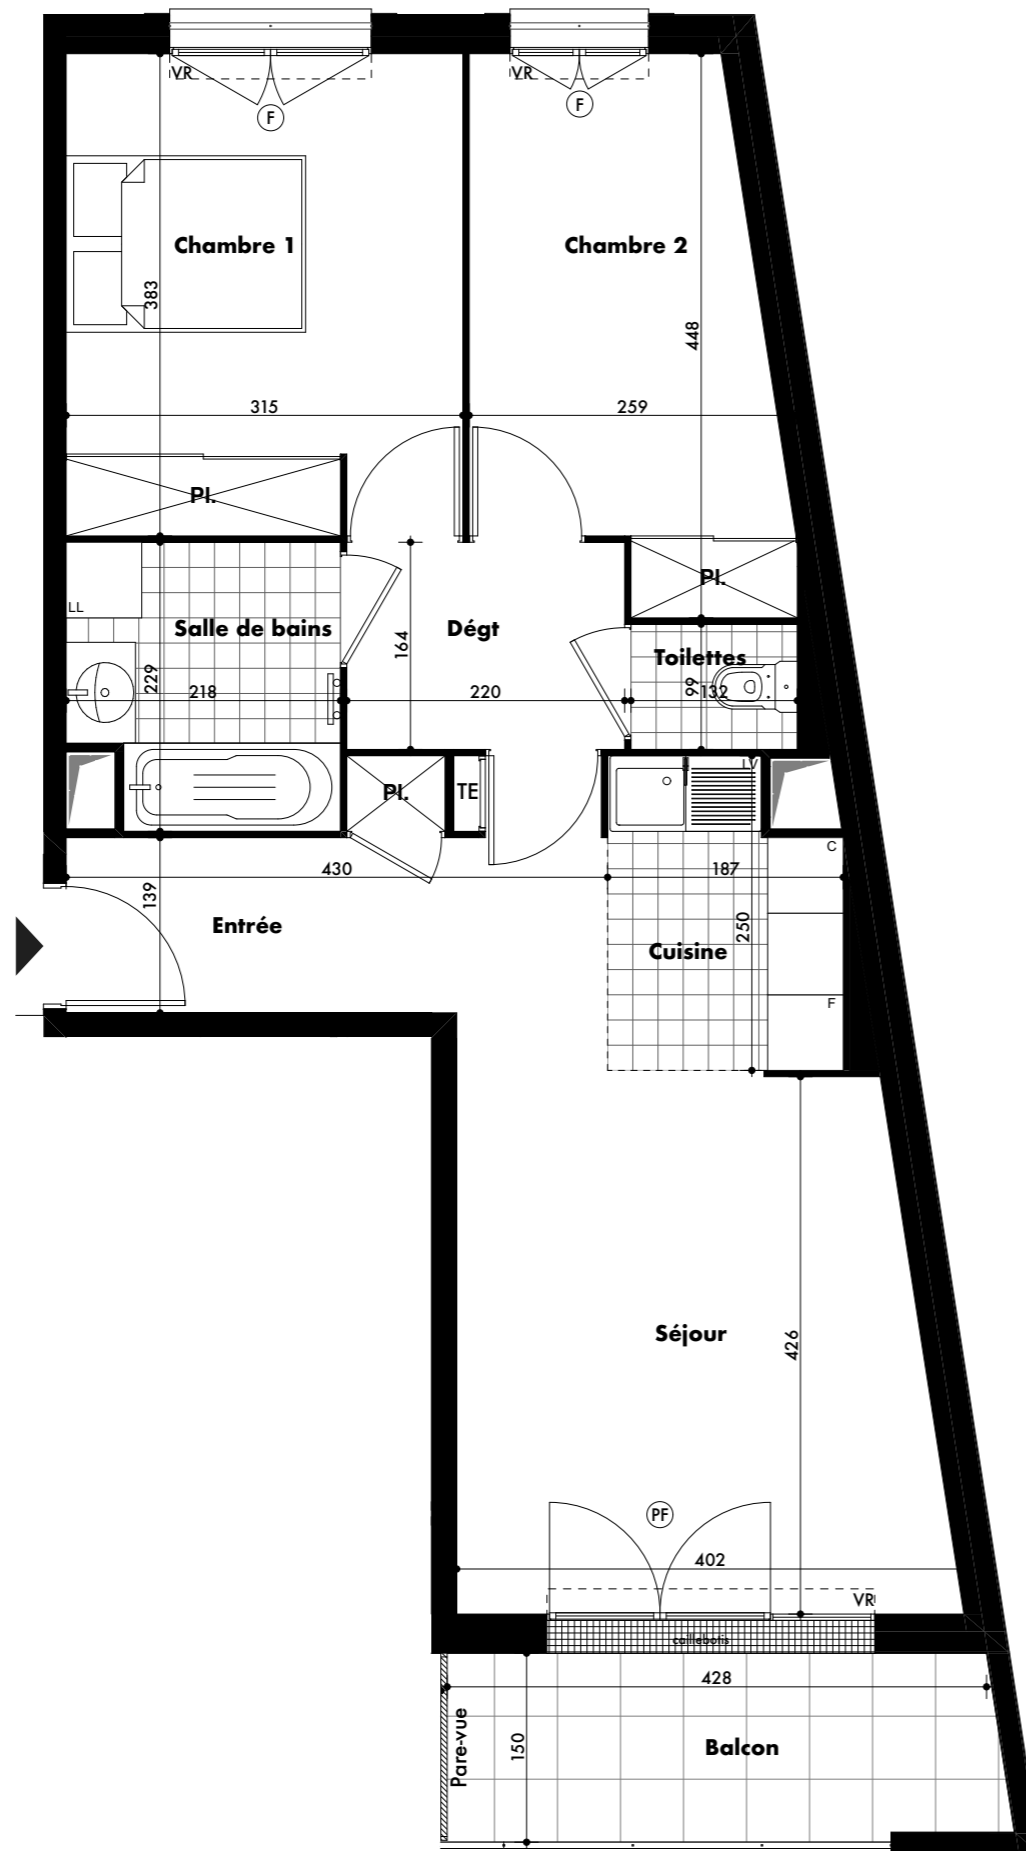 VR
VR
F
F
Chambre 1
Chambre 2
383
448
315
259
Pl.
Pl.
LL
Salle de bains
Dégt
Toilettes
164
229
218
220
99
132
Pl.
TE
LV
C
430
187
139
Entrée
250
Cuisine
F
Séjour
426
PF
402
VR
caillebotis
428
Pare-vue
150
Balcon